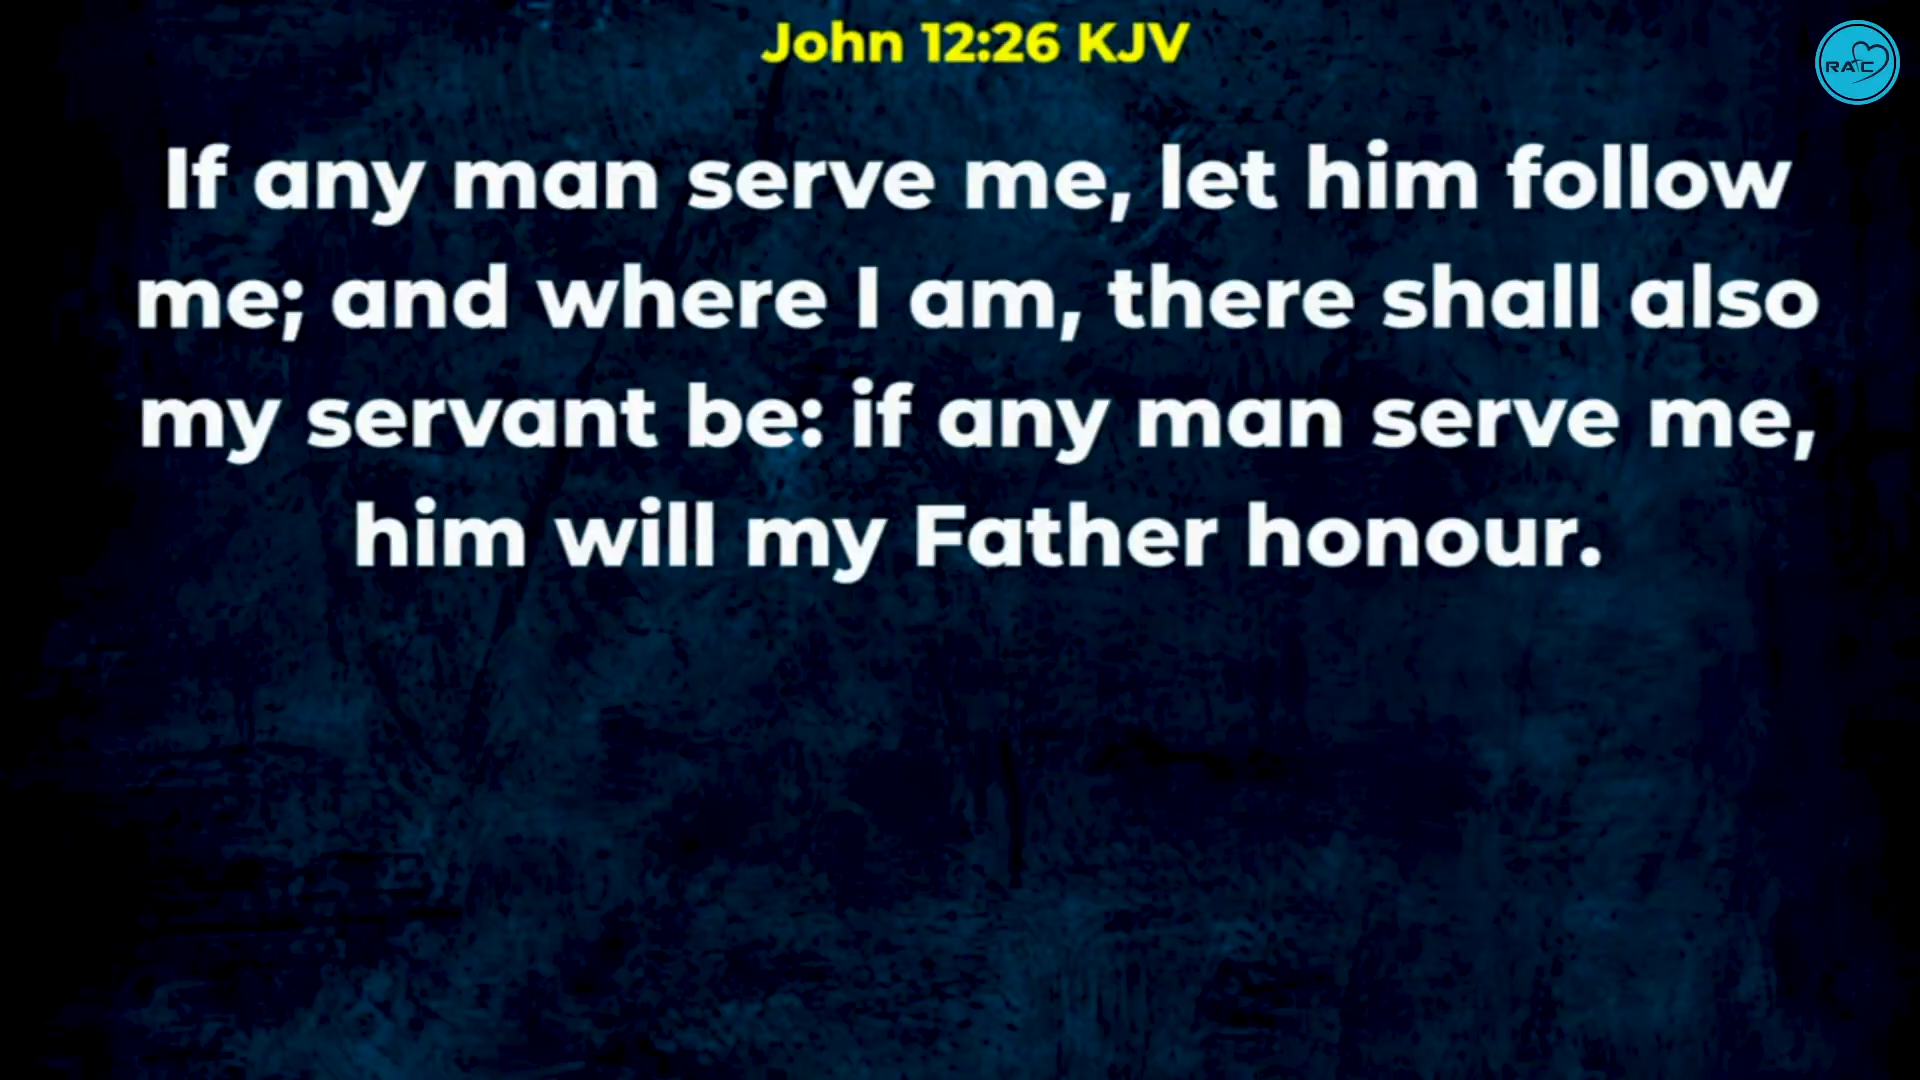 John 12:26 KJV
RAfC
If any man serve me, let him follow
me; and where I am, there shall also
my servant be: if any man serve me,
him will my Father honour.